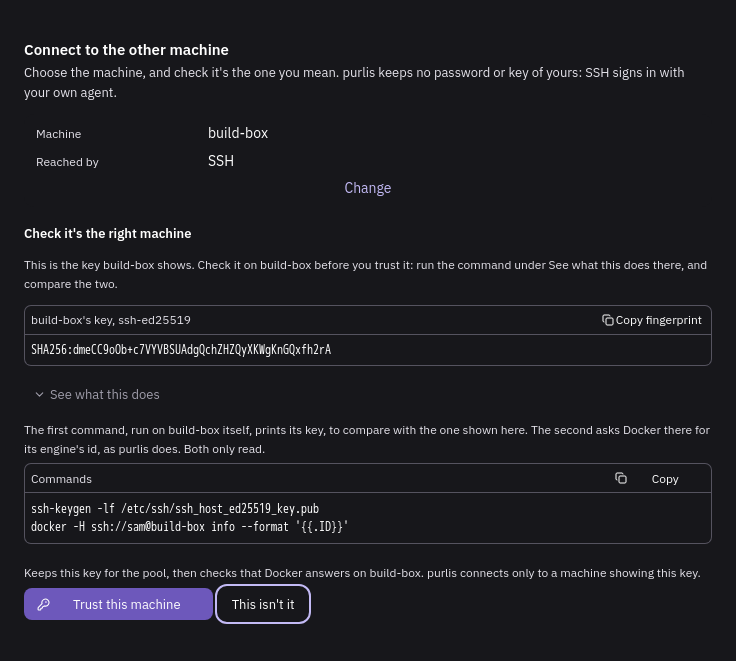 Connect to the other machine
Choose the machine, and check it's the one you mean. purlis keeps no password or key of yours: SSH signs in with
your own agent.
Machine build-box
Reached by SSH
Change
Check it's the right machine
This is the key build-box shows. Check it on build-box before you trust it: run the command under See what this does there, and
compare the two.
build-box's key, ssh-ed25519 Copy fingerprint
SHA256:dmeCC9oOb+c7VYVBSUAdgQchZHZQyXKWgKnGQxfh2rA
See what this does
The first command, run on build-box itself, prints its key, to compare with the one shown here. The second asks Docker there for
its engine's id, as purlis does. Both only read.
Commands Copy
ssh-keygen -lf /etc/ssh/ssh_host_ed25519_key.pub
docker -H ssh://sam@build-box info --format '{{.ID}}'
Keeps this key for the pool, then checks that Docker answers on build-box. purlis connects only to a machine showing this key.
Trust this machine This isn't it